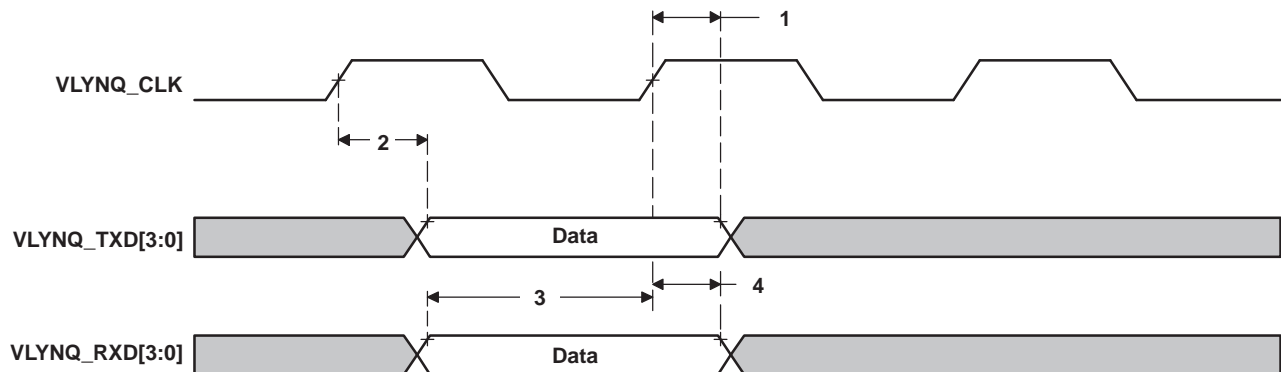 1
VLYNQ_CLK
2
VLYNQ_TXD[3:0]
Data
3
4
VLYNQ_RXD[3:0]
Data